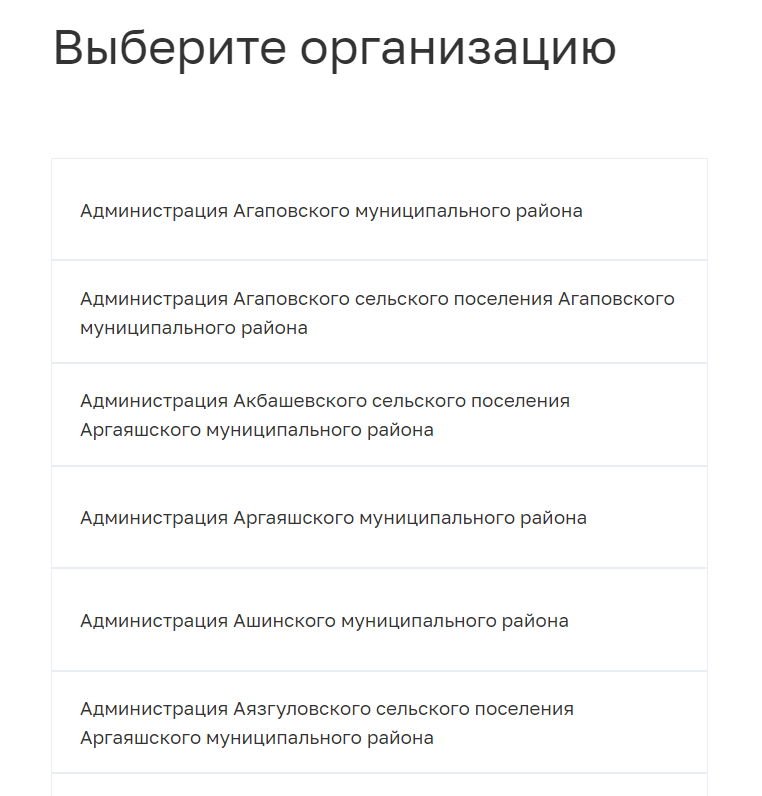 Выберите организацию
Администрация Агаповского муниципального района
Администрация Агаповского сельского поселения Агаповского
муниципального района
Администрация Акбашевского сельского поселения
Аргаяшского муниципального района
Администрация Аргаяшского муниципального района
Администрация Ашинского муниципального района
Администрация Аязгуловского сельского поселения
Аргаяшского муниципального района